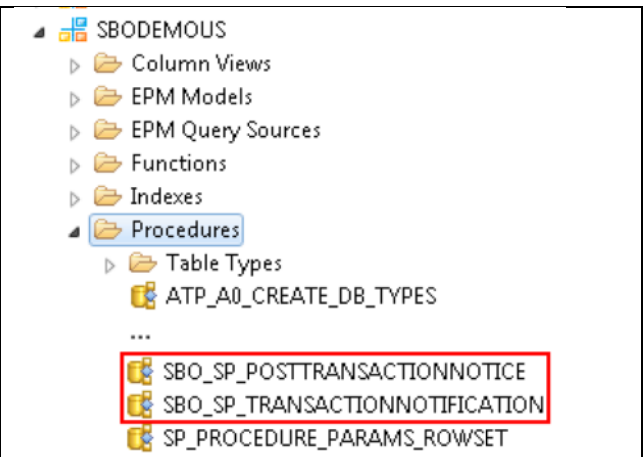 SBODEMOUS
Column Views
EPM Models
EPM Query Sources
Functions
Indexes
Procedures
Table Types
ATP_A0_CREATE_DB_TYPES
...
SBO_SP_POSTTRANSACTIONNOTICE
SBO_SP_TRANSACTIONNOTIFICATION
SP_PROCEDURE_PARAMS_ROWSET